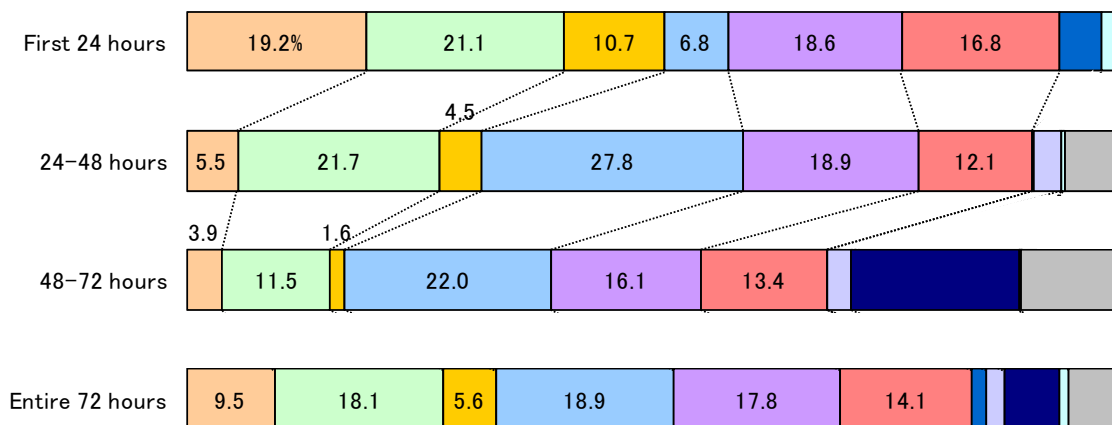 First 24 hours 19.2% 21.1 10.7 6.8 18.6 16.8
4.5
24-48 hours 5.5 21.7 27.8 18.9 12.1
3.9 1.6
48-72 hours 11.5 22.0 16.1 13.4
Entire 72 hours 9.5 18.1 5.6 18.9 17.8 14.1